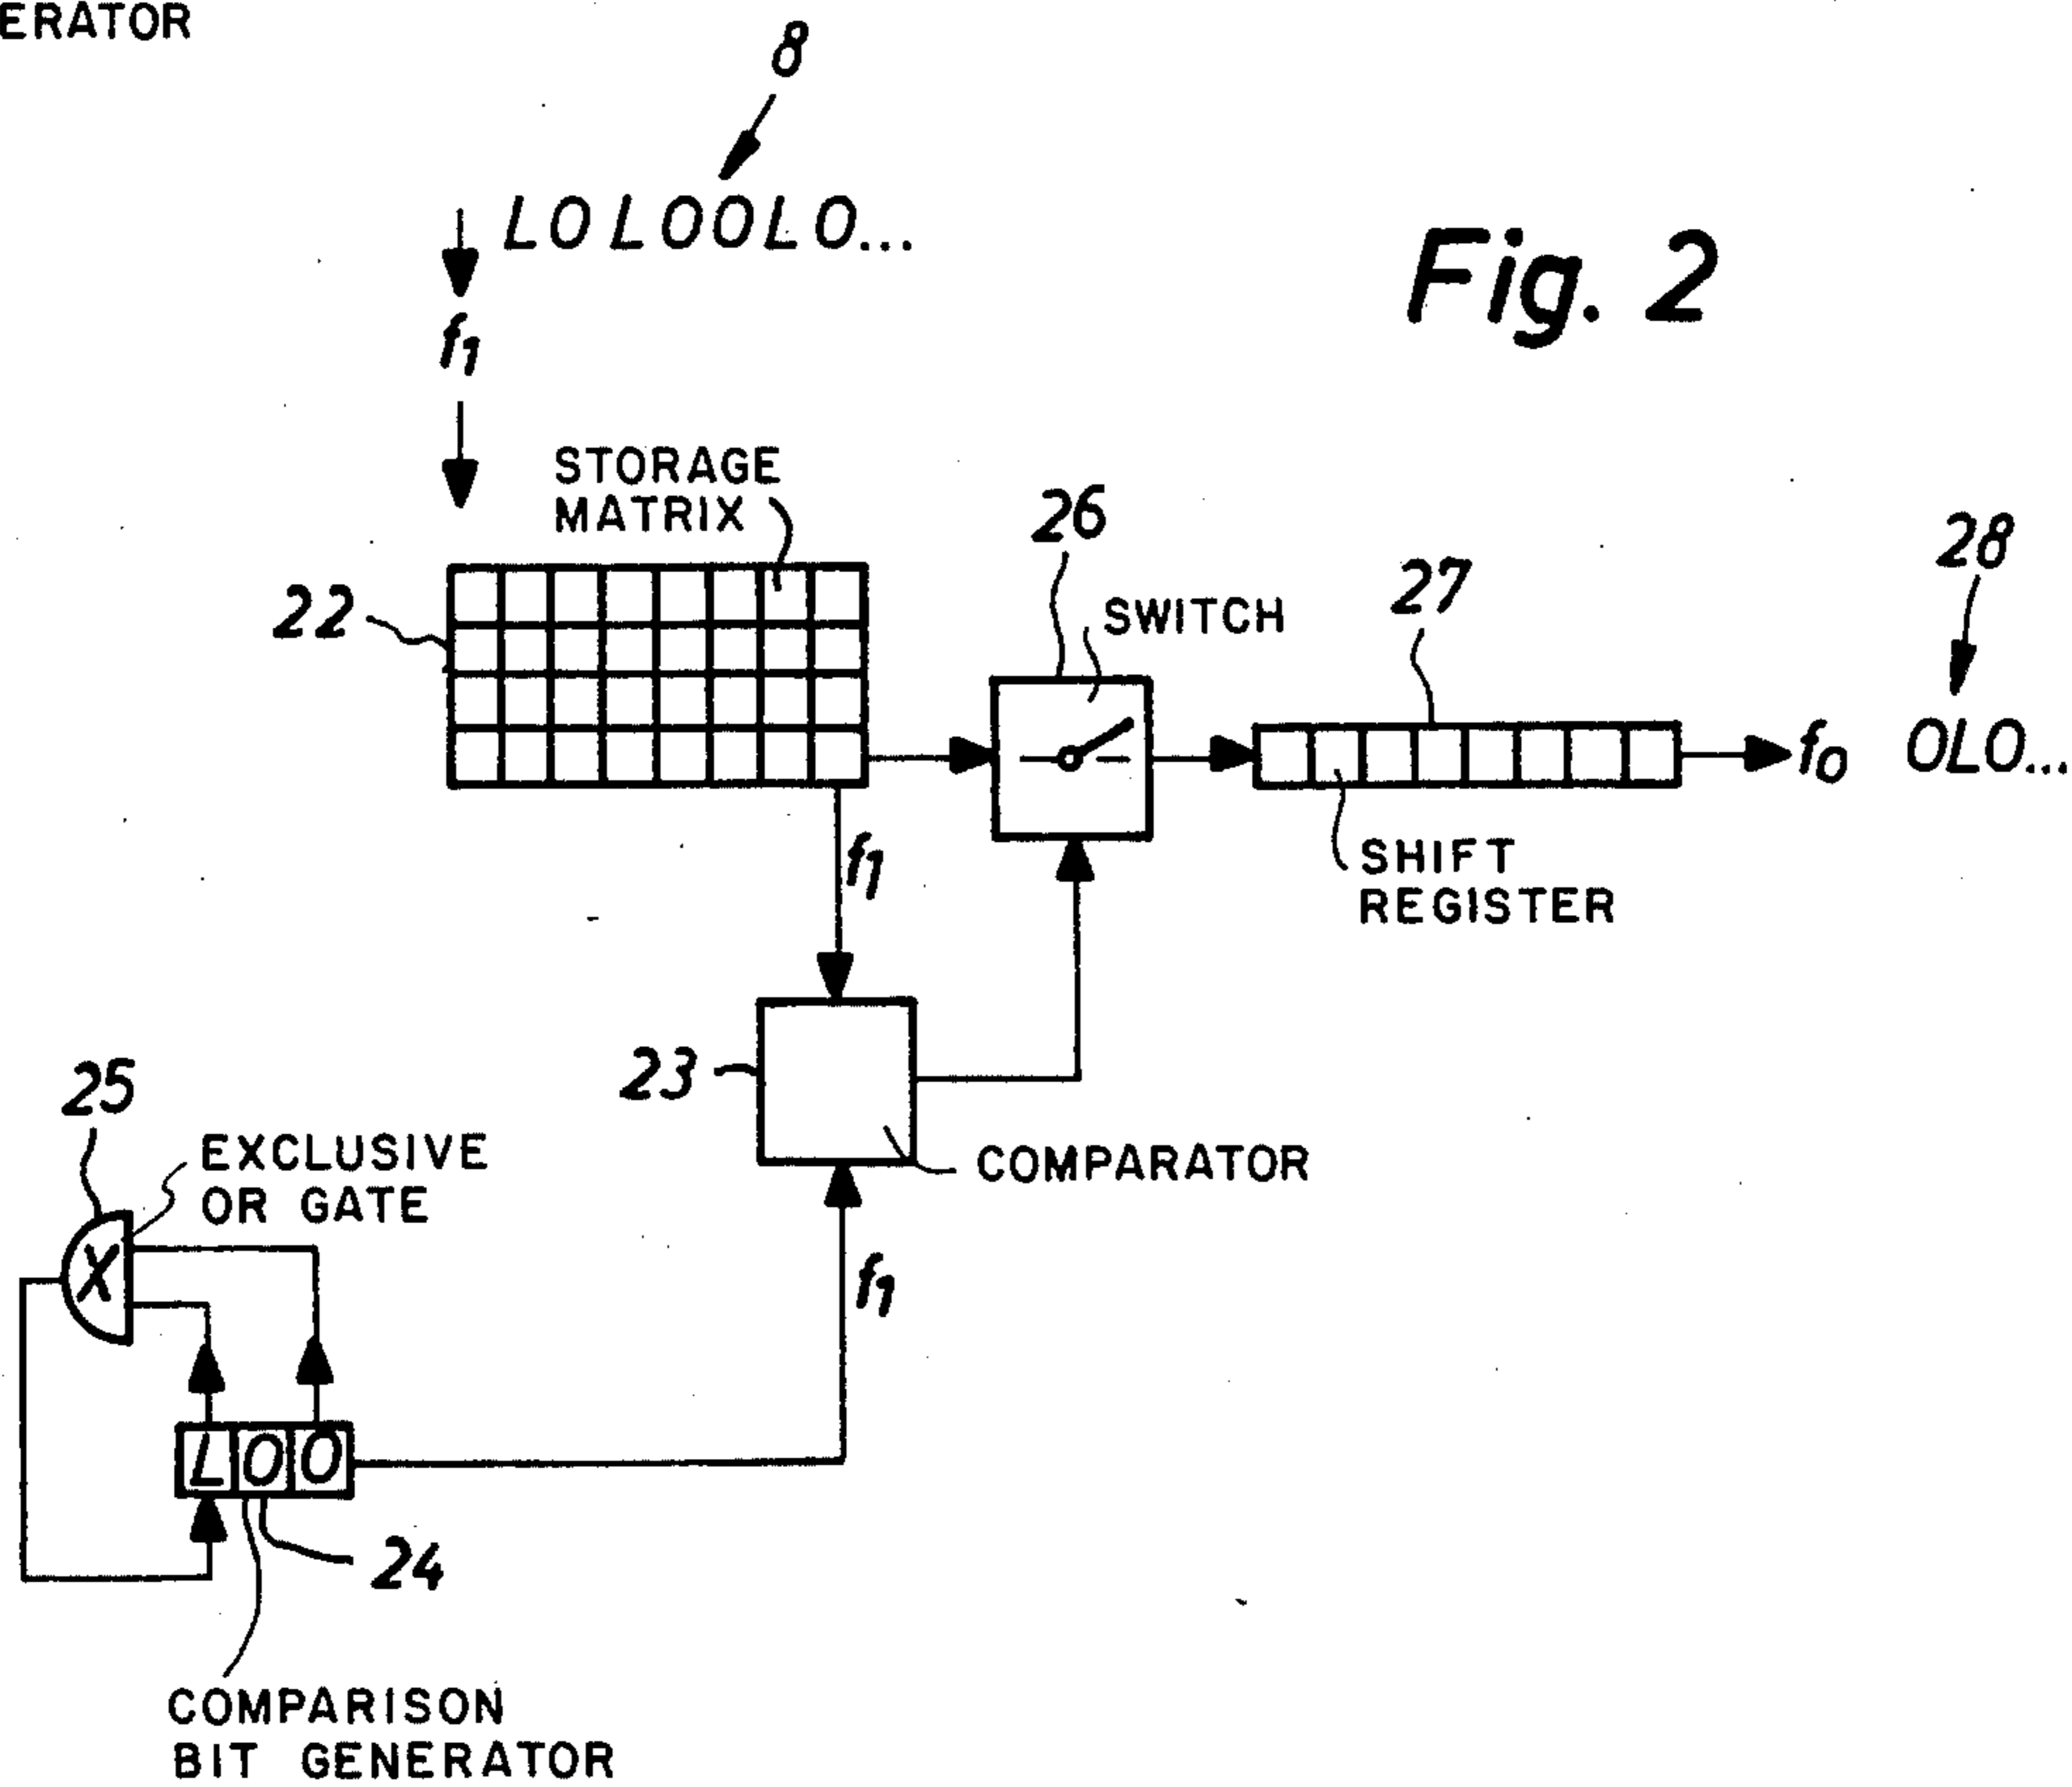 ERATOR
8
LOLOOLO...
Fig. 2
f1
STORAGE
MATRIX
26
28
22
SWITCH
27
f0 OLO...
f1
SHIFT
REGISTER
23
25
EXCLUSIVE
OR GATE
COMPARATOR
X
f1
L O O
24
COMPARISON
BIT GENERATOR